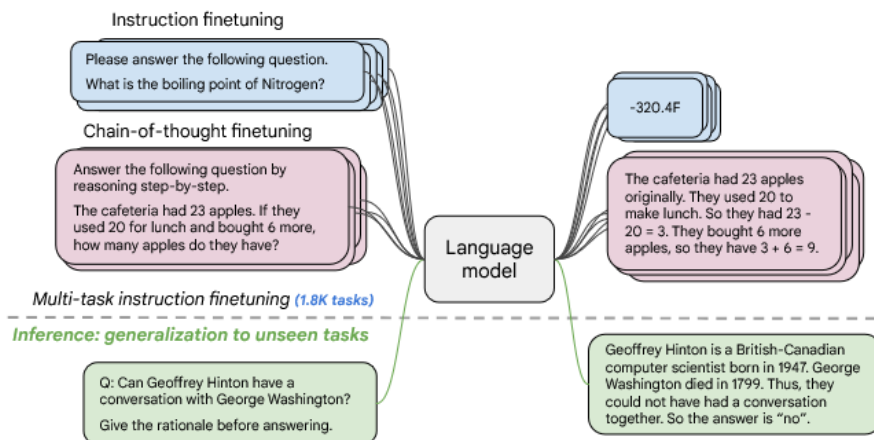 Instruction finetuning
Please answer the following question.
What is the boiling point of Nitrogen?
-320.4F
Chain-of-thought finetuning
Answer the following question by
reasoning step-by-step.
The cafeteria had 23 apples. If they
used 20 for lunch and bought 6 more,
how many apples do they have?
Language
model
The cafeteria had 23 apples
originally. They used 20 to
make lunch. So they had 23 -
20 = 3. They bought 6 more
apples, so they have 3 + 6 = 9.
Multi-task instruction finetuning (1.8K tasks)
Inference: generalization to unseen tasks
Q: Can Geoffrey Hinton have a
conversation with George Washington?
Give the rationale before answering.
Geoffrey Hinton is a British-Canadian
computer scientist born in 1947. George
Washington died in 1799. Thus, they
could not have had a conversation
together. So the answer is “no”.